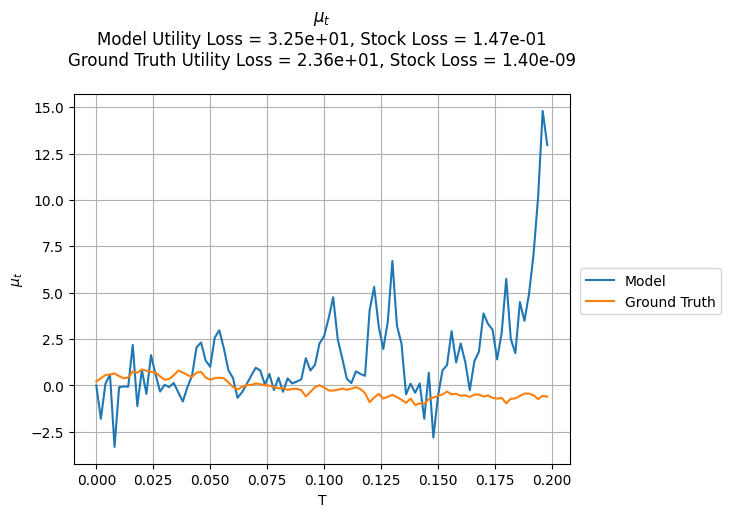 μt
Model Utility Loss = 3.25e+01, Stock Loss = 1.47e-01
Ground Truth Utility Loss = 2.36e+01, Stock Loss = 1.40e-09
15.0
12.5
10.0
7.5
5.0
2.5
0.0
−2.5
μt
0.000 0.025 0.050 0.075 0.100 0.125 0.150 0.175 0.200
T
Model
Ground Truth